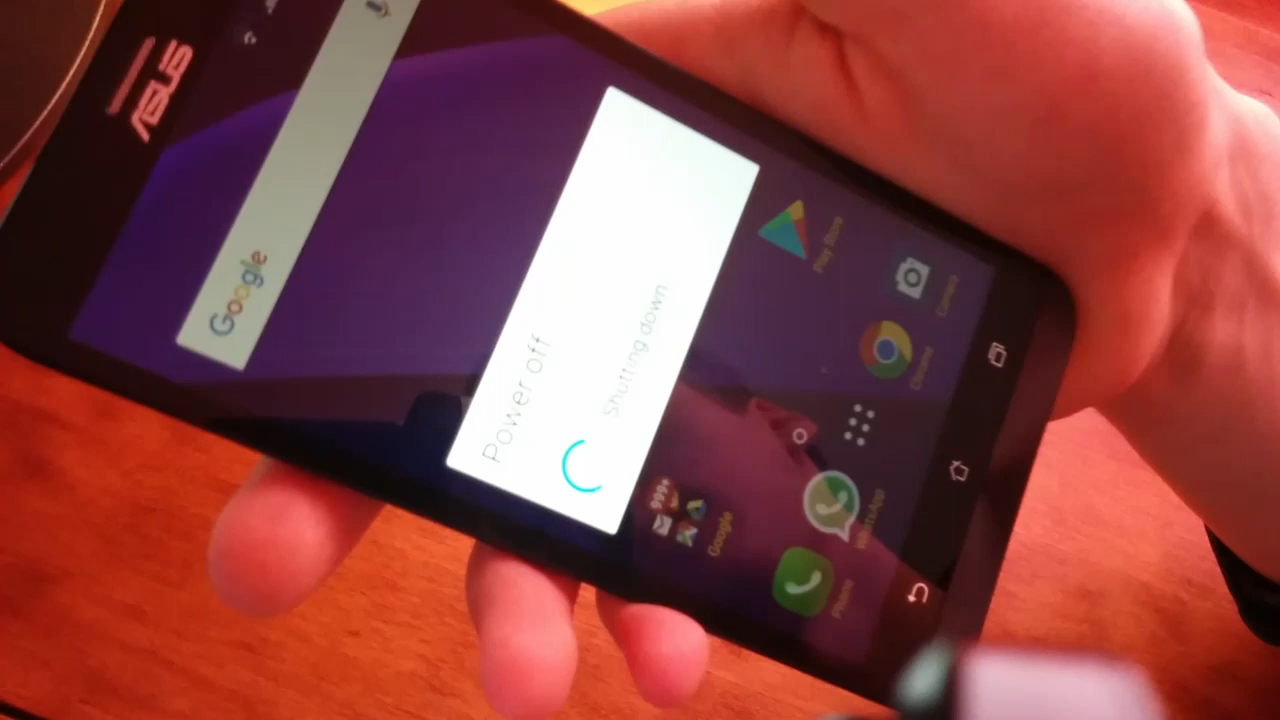 ASUS
Google
Power off
Shutting down
Play Store
Camera
Chrome
999+
Google
WhatsApp
Phone